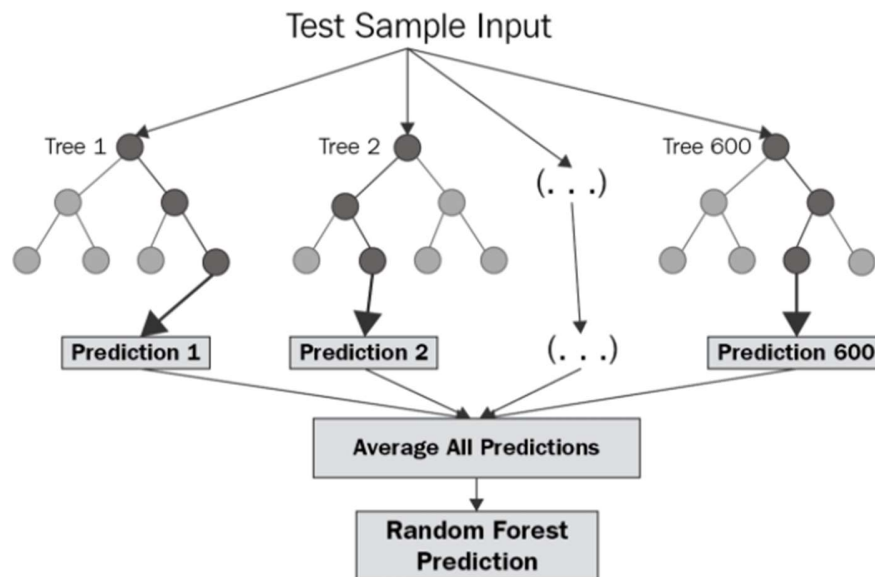 Test Sample Input
Tree 1
Tree 2
Tree 600
(. . .)
Prediction 1
Prediction 2
(. . .)
Prediction 600
Average All Predictions
Random Forest
Prediction